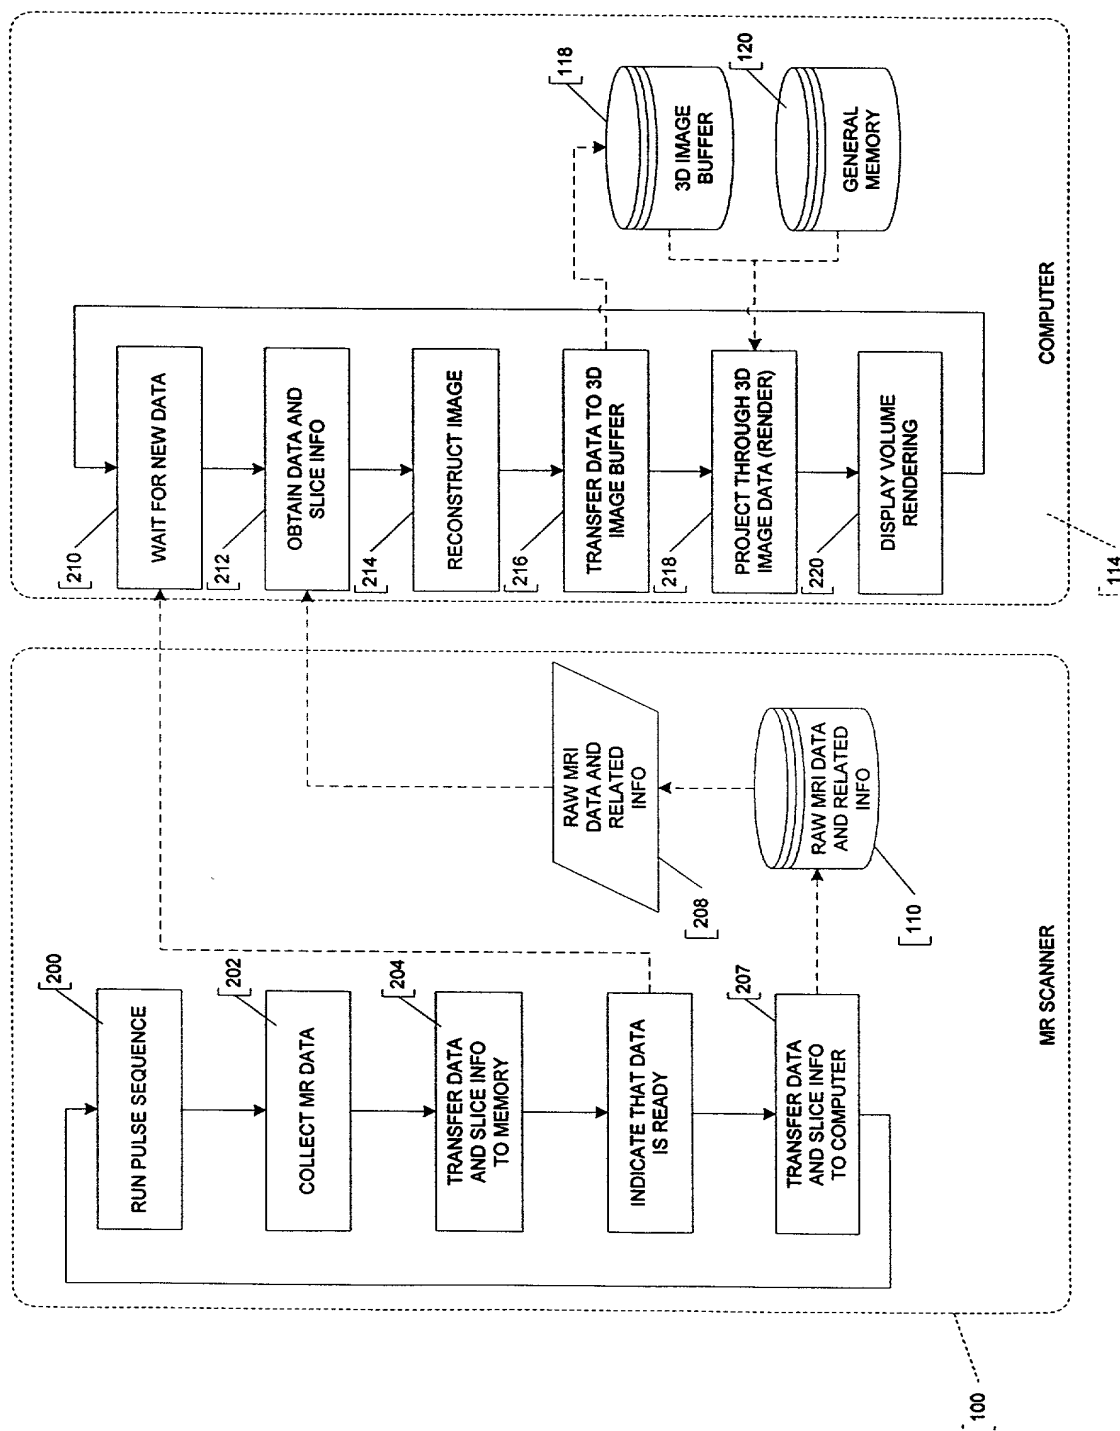 200
RUN PULSE SEQUENCE
202
COLLECT MR DATA
204
TRANSFER DATA
AND SLICE INFO
TO MEMORY
INDICATE THAT DATA
IS READY
207
TRANSFER DATA
AND SLICE INFO
TO COMPUTER
RAW MRI
DATA AND
RELATED
INFO
208
RAW MRI DATA
AND RELATED
INFO
110
MR SCANNER
100
210
WAIT FOR NEW DATA
212
OBTAIN DATA AND
SLICE INFO
214
RECONSTRUCT IMAGE
216
TRANSFER DATA TO 3D
IMAGE BUFFER
218
PROJECT THROUGH 3D
IMAGE DATA (RENDER)
220
DISPLAY VOLUME
RENDERING
118
3D IMAGE
BUFFER
120
GENERAL
MEMORY
COMPUTER
114